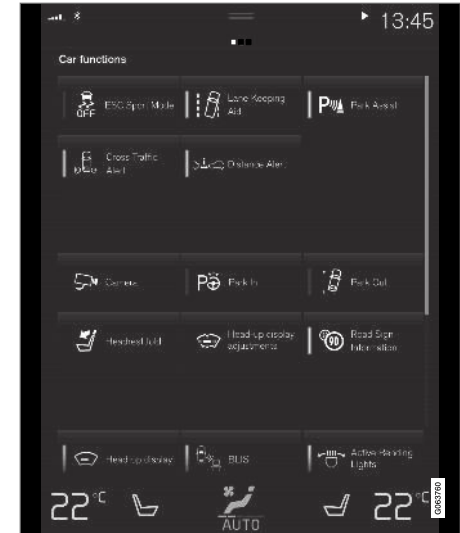 13:45
Car functions
OFF
ESC Sport Mode
Lane Keeping
Aid
P
Park Assist
Cross Traffic
Alert
Distance Alert
Camera
P
Park In
Park Out
Headrest fold
Head-up display
adjustments
90
Road Sign
Information
Head-up display
BLIS
Active Bending
Lights
22°C
AUTO
22°C
G063760